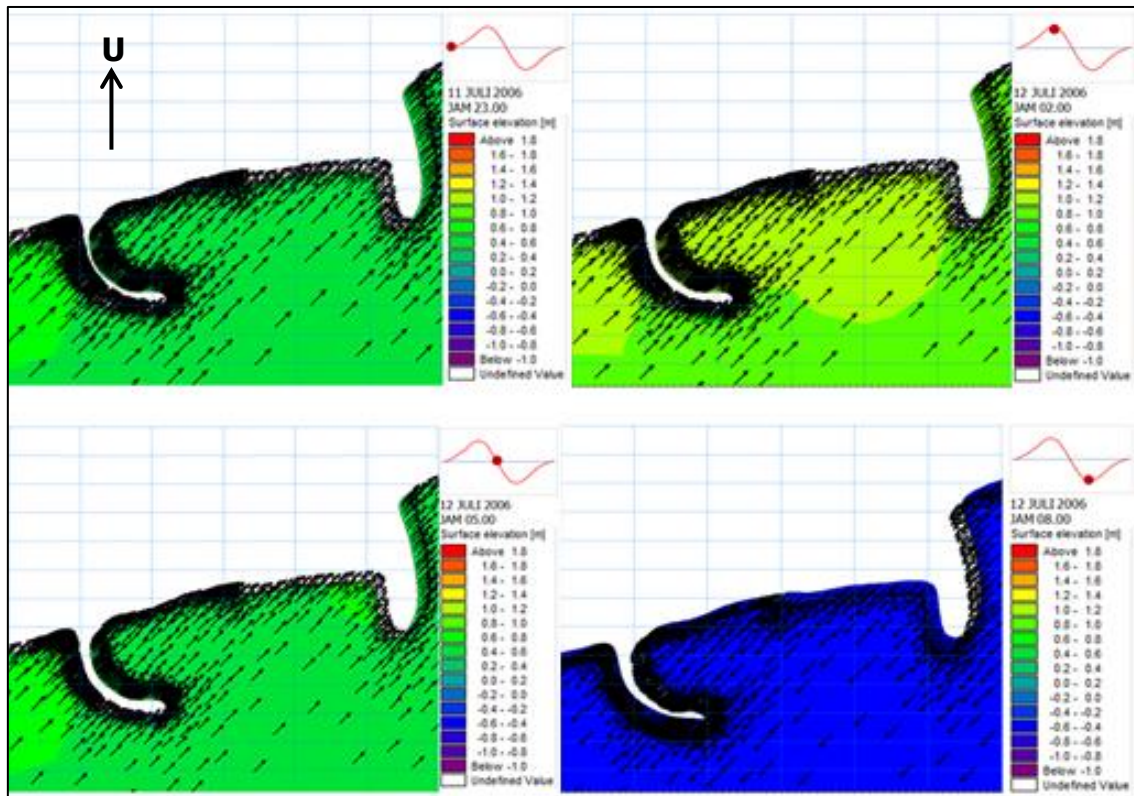 U
11 JULI 2006
JAM 23.00
Surface elevation [m]
Above 1.8
1.6 - 1.8
1.4 - 1.6
1.2 - 1.4
1.0 - 1.2
0.8 - 1.0
0.6 - 0.8
0.4 - 0.6
0.2 - 0.4
0.0 - 0.2
-0.2 - 0.0
-0.4 - -0.2
-0.6 - -0.4
-0.8 - -0.6
-1.0 - -0.8
Below -1.0
Undefined Value
12 JULI 2006
JAM 02.00
Surface elevation [m]
Above 1.8
1.6 - 1.8
1.4 - 1.6
1.2 - 1.4
1.0 - 1.2
0.8 - 1.0
0.6 - 0.8
0.4 - 0.6
0.2 - 0.4
0.0 - 0.2
-0.2 - 0.0
-0.4 - -0.2
-0.6 - -0.4
-0.8 - -0.6
-1.0 - -0.8
Below -1.0
Undefined Value
12 JULI 2006
JAM 05.00
Surface elevation [m]
Above 1.8
1.6 - 1.8
1.4 - 1.6
1.2 - 1.4
1.0 - 1.2
0.8 - 1.0
0.6 - 0.8
0.4 - 0.6
0.2 - 0.4
0.0 - 0.2
-0.2 - 0.0
-0.4 - -0.2
-0.6 - -0.4
-0.8 - -0.6
-1.0 - -0.8
Below -1.0
Undefined Value
12 JULI 2006
JAM 08.00
Surface elevation [m]
Above 1.8
1.6 - 1.8
1.4 - 1.6
1.2 - 1.4
1.0 - 1.2
0.8 - 1.0
0.6 - 0.8
0.4 - 0.6
0.2 - 0.4
0.0 - 0.2
-0.2 - 0.0
-0.4 - -0.2
-0.6 - -0.4
-0.8 - -0.6
-1.0 - -0.8
Below -1.0
Undefined Value